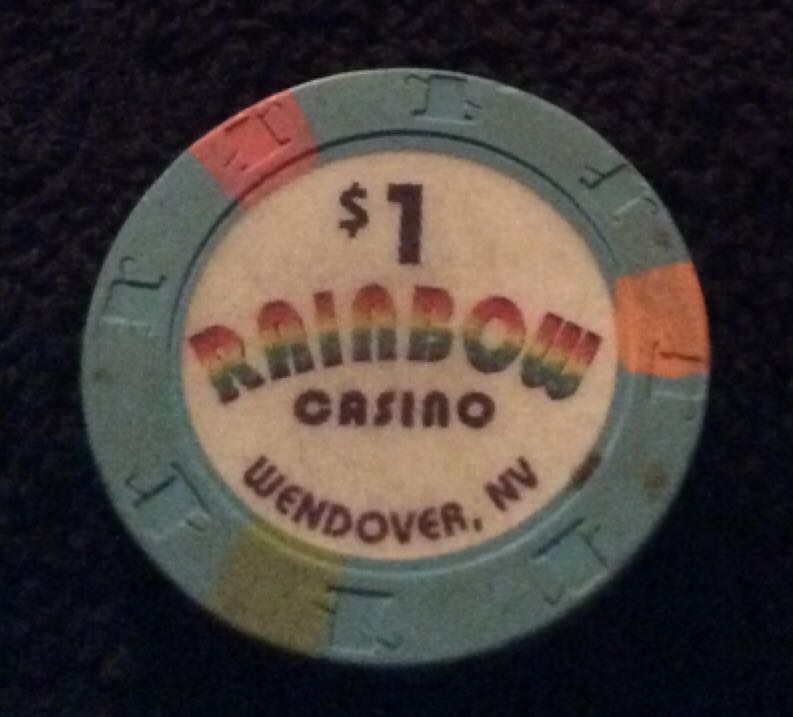 $1
RAINBOW
CASINO
WENDOVER, NV